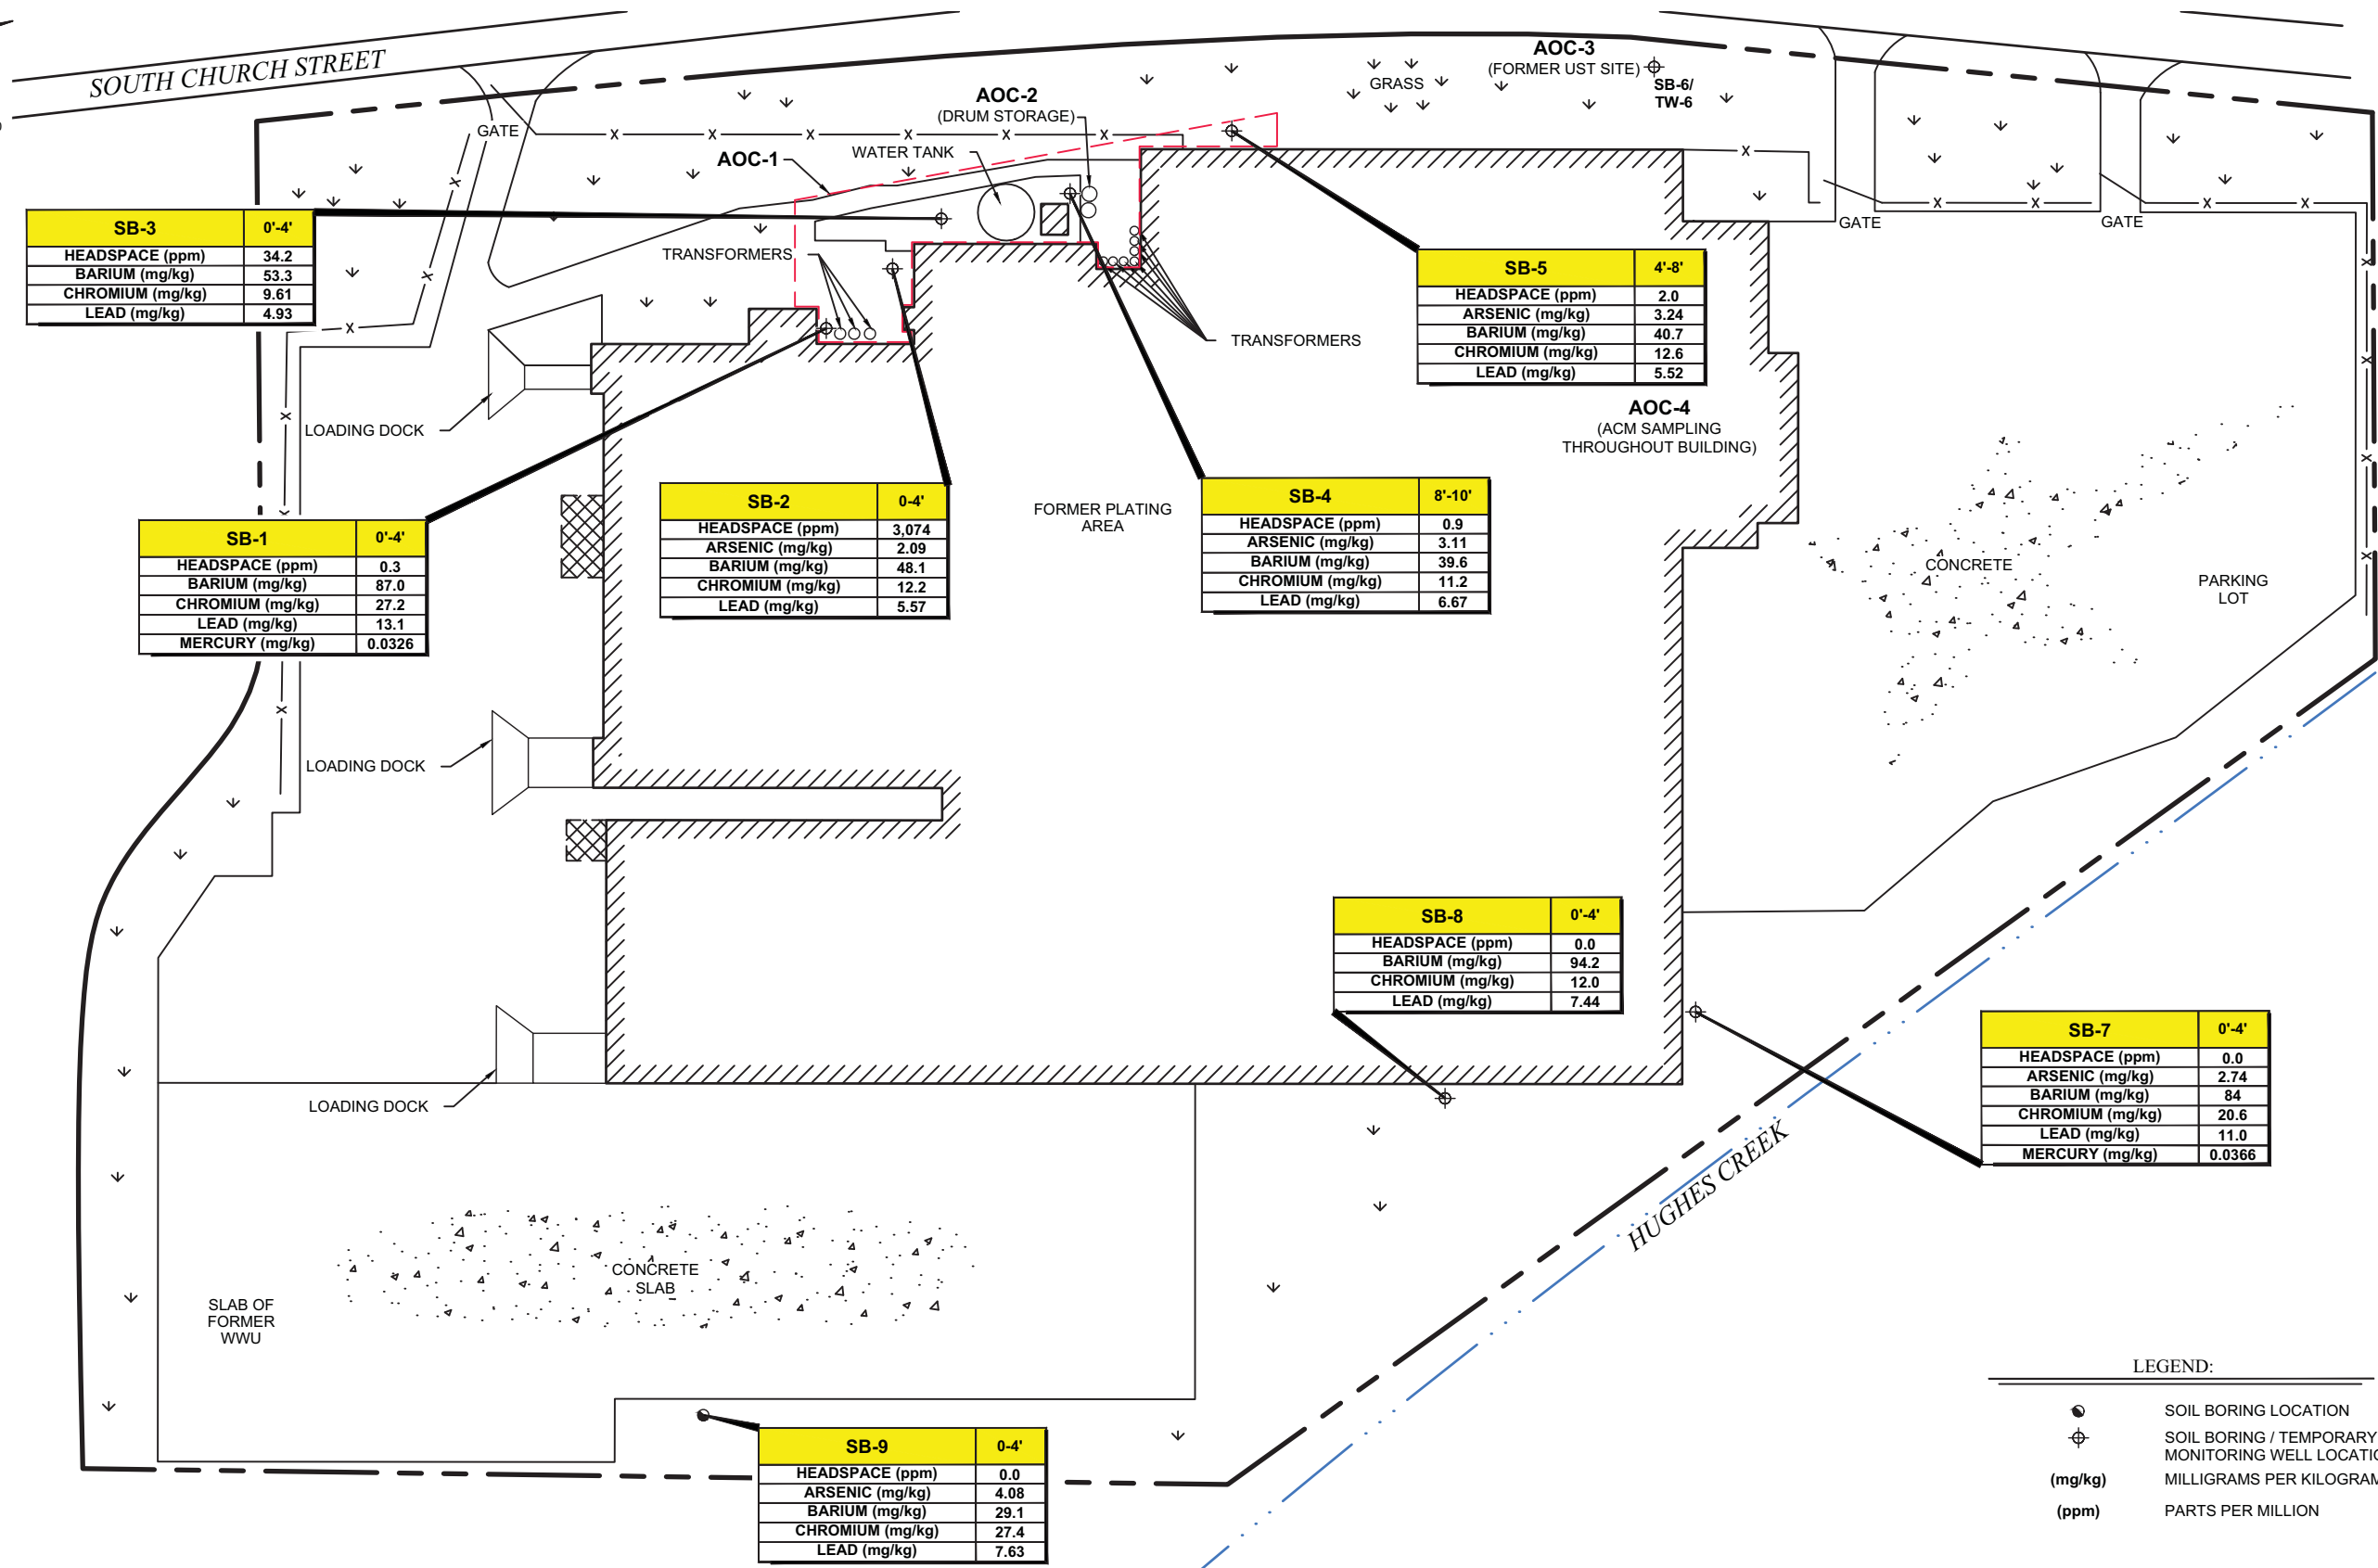 SOUTH CHURCH STREET
AOC-3
(FORMER UST SITE)
GRASS
SB-6/
TW-6
AOC-2
(DRUM STORAGE)
GATE
WATER TANK
AOC-1
GATE
GATE
TRANSFORMERS
TRANSFORMERS
SB-3 0'-4'
HEADSPACE (ppm) 34.2
BARIUM (mg/kg) 53.3
CHROMIUM (mg/kg) 9.61
LEAD (mg/kg) 4.93
SB-5 4'-8'
HEADSPACE (ppm) 2.0
ARSENIC (mg/kg) 3.24
BARIUM (mg/kg) 40.7
CHROMIUM (mg/kg) 12.6
LEAD (mg/kg) 5.52
LOADING DOCK
AOC-4
(ACM SAMPLING
THROUGHOUT BUILDING)
SB-1 0'-4'
HEADSPACE (ppm) 0.3
BARIUM (mg/kg) 87.0
CHROMIUM (mg/kg) 27.2
LEAD (mg/kg) 13.1
MERCURY (mg/kg) 0.0326
SB-2 0-4'
HEADSPACE (ppm) 3,074
ARSENIC (mg/kg) 2.09
BARIUM (mg/kg) 48.1
CHROMIUM (mg/kg) 12.2
LEAD (mg/kg) 5.57
FORMER PLATING
AREA
SB-4 8'-10'
HEADSPACE (ppm) 0.9
ARSENIC (mg/kg) 3.11
BARIUM (mg/kg) 39.6
CHROMIUM (mg/kg) 11.2
LEAD (mg/kg) 6.67
CONCRETE
PARKING
LOT
LOADING DOCK
SB-8 0'-4'
HEADSPACE (ppm) 0.0
BARIUM (mg/kg) 94.2
CHROMIUM (mg/kg) 12.0
LEAD (mg/kg) 7.44
SB-7 0'-4'
HEADSPACE (ppm) 0.0
ARSENIC (mg/kg) 2.74
BARIUM (mg/kg) 84
CHROMIUM (mg/kg) 20.6
LEAD (mg/kg) 11.0
MERCURY (mg/kg) 0.0366
LOADING DOCK
HUGHES CREEK
CONCRETE
SLAB
SLAB OF
FORMER
WWU
SB-9 0-4'
HEADSPACE (ppm) 0.0
ARSENIC (mg/kg) 4.08
BARIUM (mg/kg) 29.1
CHROMIUM (mg/kg) 27.4
LEAD (mg/kg) 7.63
LEGEND:
SOIL BORING LOCATION
SOIL BORING / TEMPORARY
MONITORING WELL
(mg/kg) MILLIGRAMS PER KILOGRAM
(ppm) PARTS PER MILLION